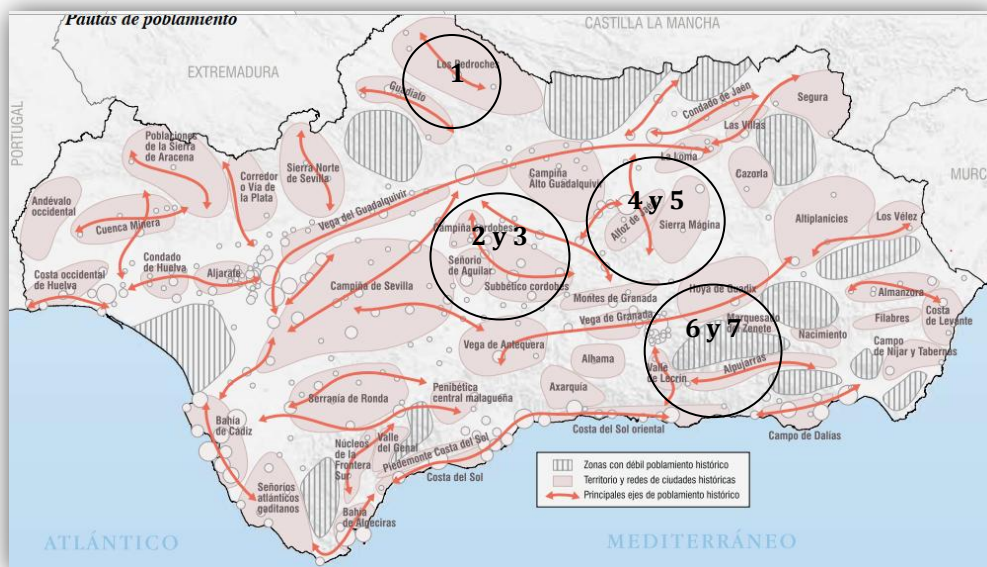 Pautas de poblamiento
CASTILLA LA MANCHA
EXTREMADURA
PORTUGAL
MURC
Los Pedroches
1
Guadiato
Condado de Jaén
Segura
Las Villas
La Loma
Cazorla
Poblaciones
de la Sierra
de Aracena
Corredor
o Vía de
la Plata
Sierra Norte
de Sevilla
Vega del Guadalquivir
Campiña
Alto Guadalquivir
4 y 5
Alfoz de Jaén
Sierra Mágina
Altiplanicies
Los Vélez
Andévalo
occidental
Cuenca Minera
2 y 3
Campiña cordobes
Señorío
de Aguilar
Subbético cordobés
Costa occidental
de Huelva
Condado
de Huelva
Aljarafe
Campiña de Sevilla
Montes de Granada
Hoya de Guadix
Vega de Granada
6 y 7
Marquesado
de Zenete
Almanzora
Filabres
Costa
de Levante
Nacimiento
Campo
de Níjar y Tabernas
Vega de Antequera
Alhama
Valle
de Lecrín
Alpujarras
Axarquía
Serranía de Ronda
Penibética
central malagueña
Bahía
de Cádiz
Núcleos
de la
Frontera
Sur
Valle
del Genal
Piedemonte Costa del Sol
Costa del Sol
Costa del Sol oriental
Campo de Dalías
Señoríos
atlánticos
gaditanos
Bahía
de Algeciras
Zonas con débil poblamiento histórico
Territorio y redes de ciudades históricas
Principales ejes de poblamiento histórico
ATLÁNTICO
MEDITERRÁNEO